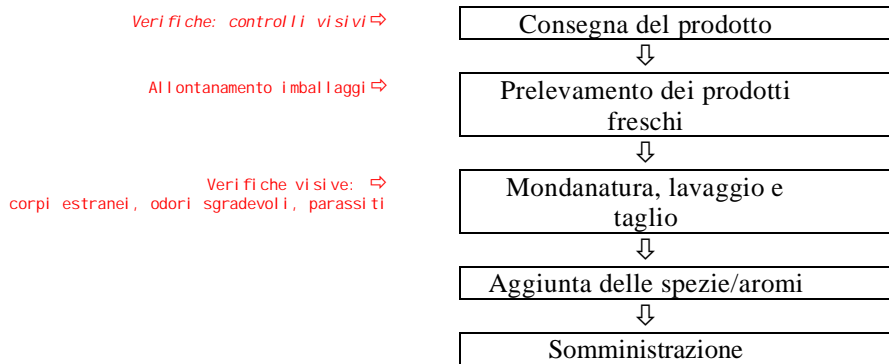 Verifiche: controlli visivi⇨
Consegna del prodotto
⇩
Allontanamento imballaggi⇨
Prelevamento dei prodotti
freschi
⇩
Verifiche visive: ⇨
corpi estranei, odori sgradevoli, parassiti
Mondanatura, lavaggio e
taglio
⇩
Aggiunta delle spezie/aromi
⇩
Somministrazione